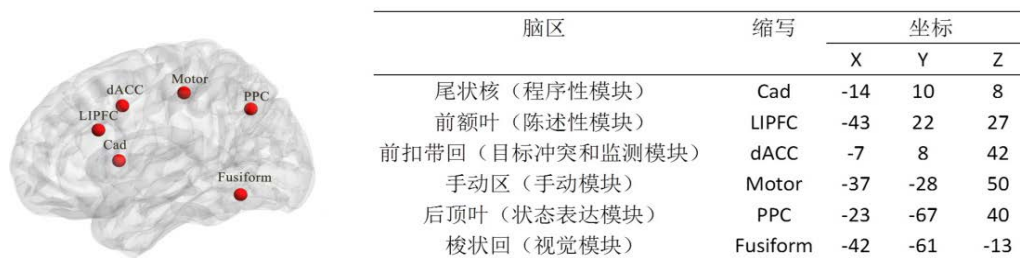 dACC
Motor
PPC
LIPFC
Cad
Fusiform
脑区 缩写 坐标
X Y Z
尾状核（程序性模块） Cad -14 10 8
前额叶（陈述性模块） LIPFC -43 22 27
前扣带回（目标冲突和监测模块） dACC -7 8 42
手动区（手动模块） Motor -37 -28 50
后顶叶（状态表达模块） PPC -23 -67 40
梭状回（视觉模块） Fusiform -42 -61 -13